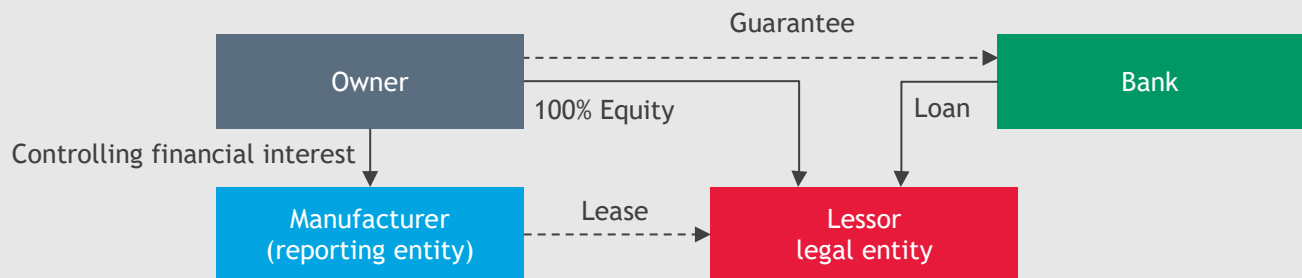 Guarantee
Owner
Bank
100% Equity
Loan
Controlling financial interest
Manufacturer
(reporting entity)
Lease
Lessor
legal entity